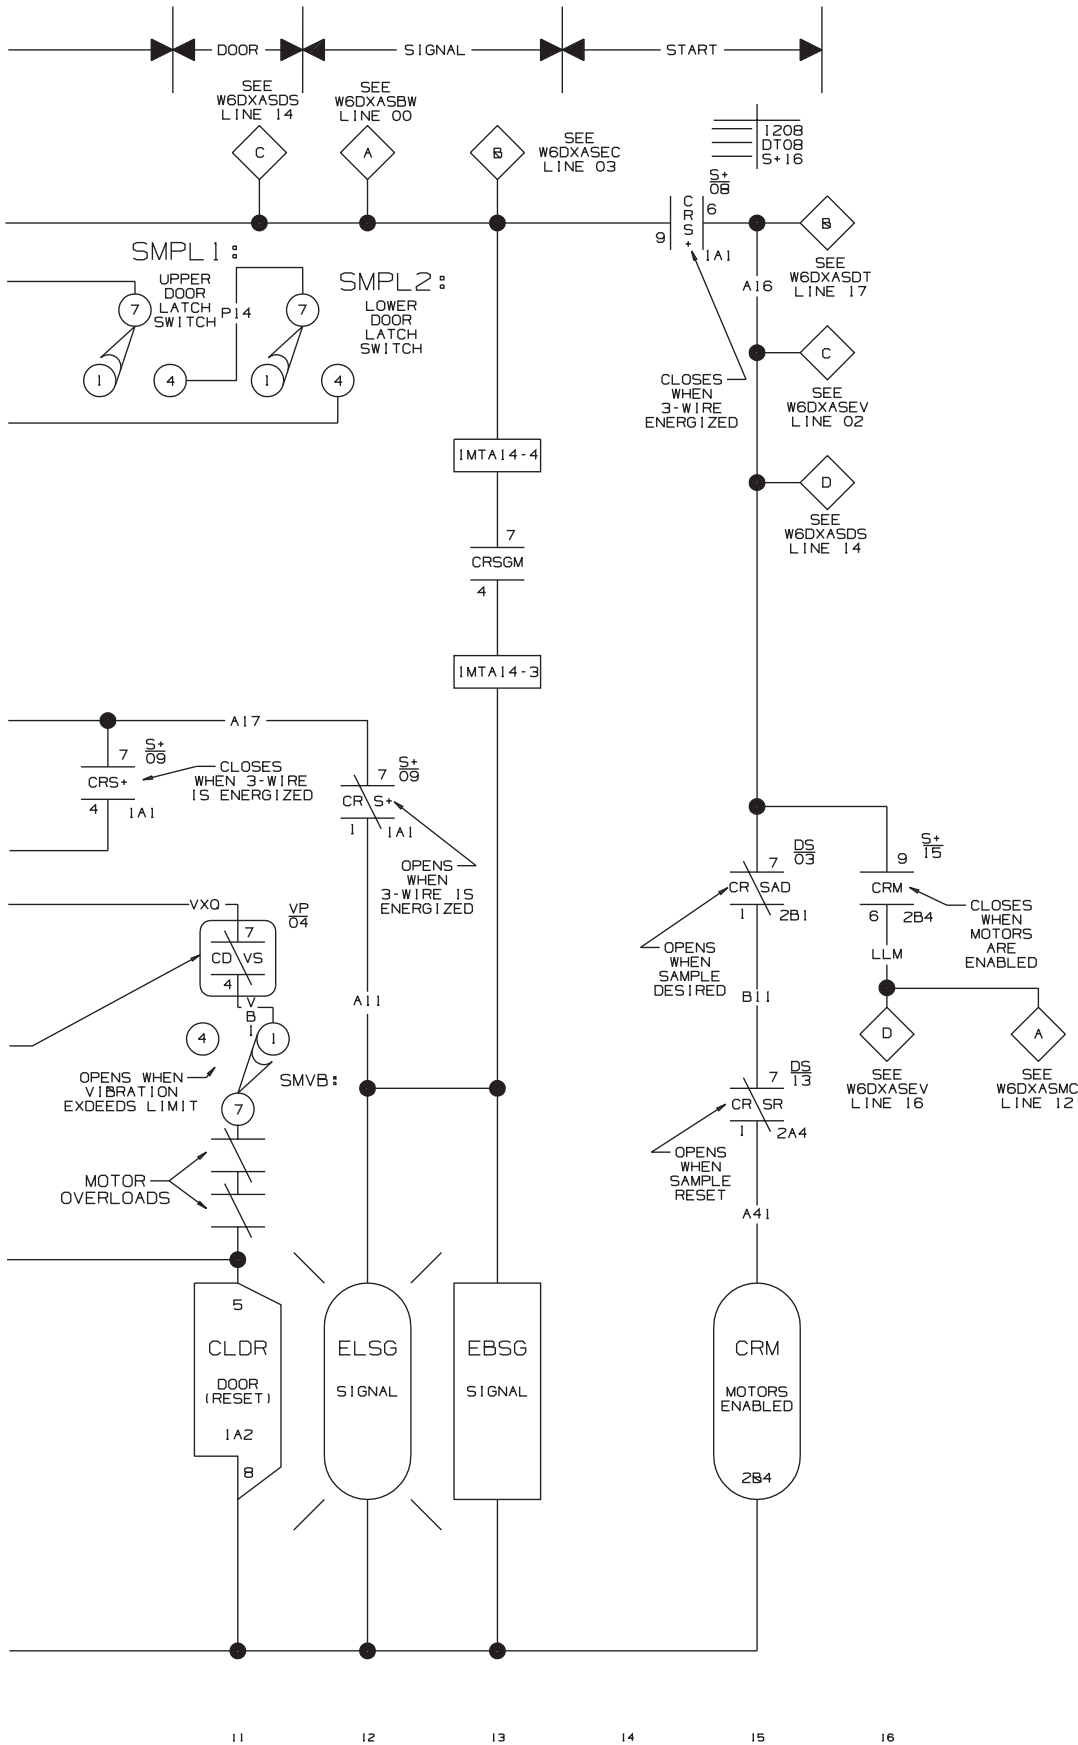 DOOR
SIGNAL
START
SEE
W6DXASDS
LINE 14
SEE
W6DXASBW
LINE 00
C
A
B
SEE
W6DXASEC
LINE 03
1208
DT08
S+16
S+
08
CRS+
6
9
1A1
B
SEE
W6DXASDT
LINE 17
A16
SMPL1:
UPPER
DOOR
LATCH
SWITCH
P14
7
1
4
SMPL2:
LOWER
DOOR
LATCH
SWITCH
7
1
4
CLOSES
WHEN
3-WIRE
ENERGIZED
C
SEE
W6DXASEV
LINE 02
D
SEE
W6DXASDS
LINE 14
1MTA14-4
7
CRSGM
4
1MTA14-3
A17
7
S+
09
CRS+
4
1A1
CLOSES
WHEN 3-WIRE
IS ENERGIZED
7
S+
09
CR S+
1
1A1
OPENS
WHEN
3-WIRE IS
ENERGIZED
7
DS
03
CR SAD
1
2B1
OPENS
WHEN
SAMPLE
DESIRED
9
S+
15
CRM
6
2B4
CLOSES
WHEN
MOTORS
ARE
ENABLED
LLM
VXQ
VP
04
7
CD VS
4
VB1
A11
B11
4
1
OPENS WHEN
VIBRATION
EXDEEDS LIMIT
SMVB:
7
D
SEE
W6DXASEV
LINE 16
A
SEE
W6DXASMC
LINE 12
7
DS
13
CR SR
1
2A4
OPENS
WHEN
SAMPLE
RESET
MOTOR
OVERLOADS
A41
5
CLDR
DOOR
(RESET)
1A2
8
ELSG
SIGNAL
EBSG
SIGNAL
CRM
MOTORS
ENABLED
2B4
11
12
13
14
15
16